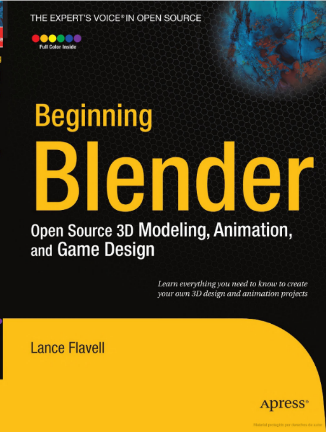 THE EXPERT'S VOICE® IN OPEN SOURCE
Full Color Inside
Beginning
Blender
Open Source 3D Modeling, Animation,
and Game Design
Learn everything you need to know to create
your own 3D design and animation projects
Lance Flavell
Apress®